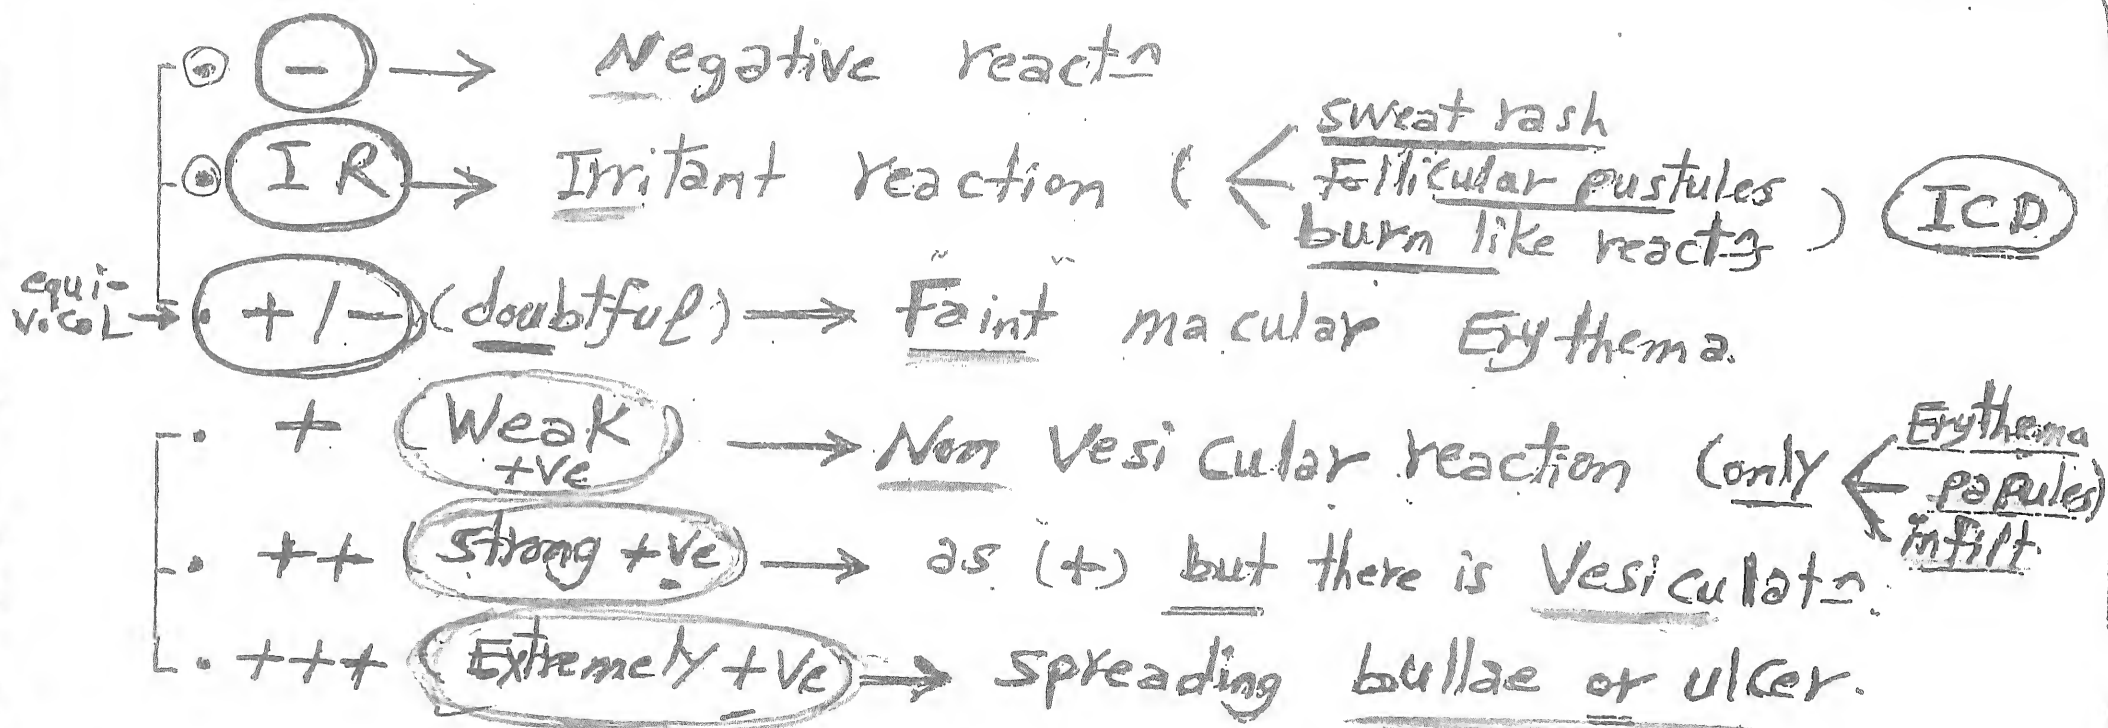 - → Negative reactn
sweat rash
IR → Irritant reaction ( Follicular pustules ) ICD
burn like reactn
equi-
vocal → +/- (doubtful) → Faint macular Erythema.
+ Weak +ve → Non Vesicular reaction (only Erythema
papules)
infilt.
++ strong +ve → as (+) but there is Vesiculatn.
+++ Extremely +ve → spreading bullae or ulcer.